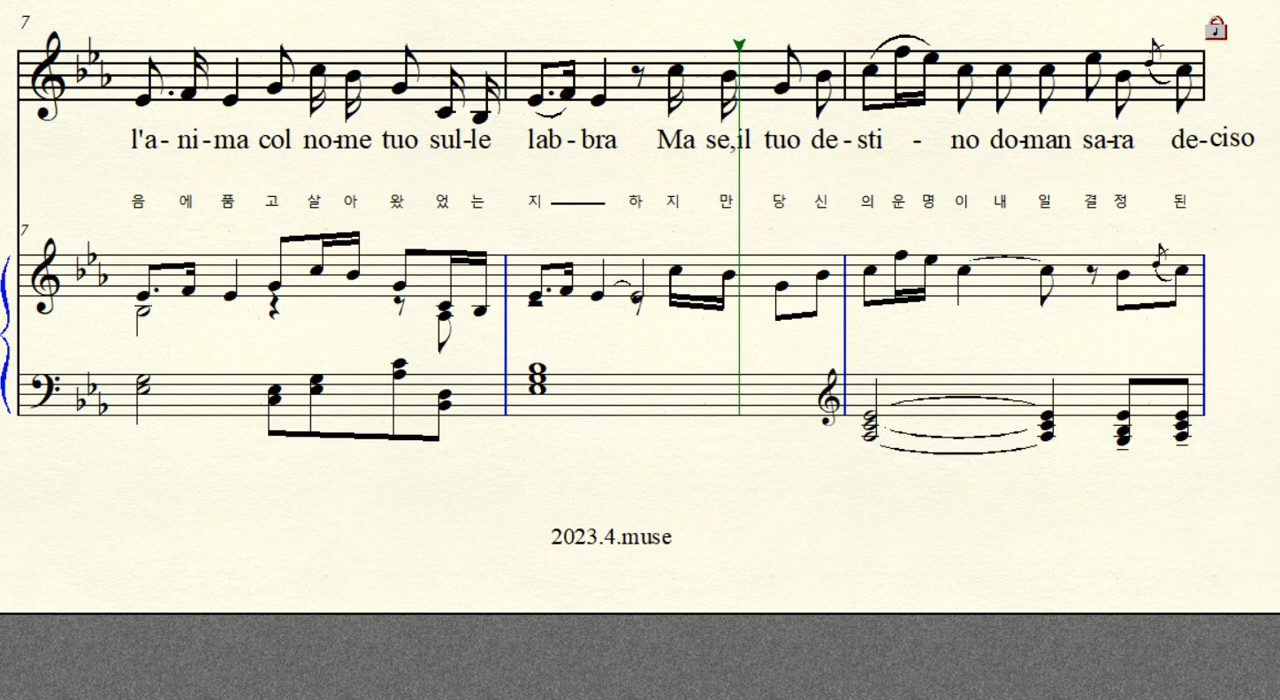 7
l'a- ni-ma col no-me tuo sul-le lab-bra Ma se,il tuo de-sti - no do-man sa-ra de-ciso
음 에 품 고 살 아 왔 었 는 지 하 지 만 당 신 의 운 명 이 내 일 결 정 된
7
2023.4.muse